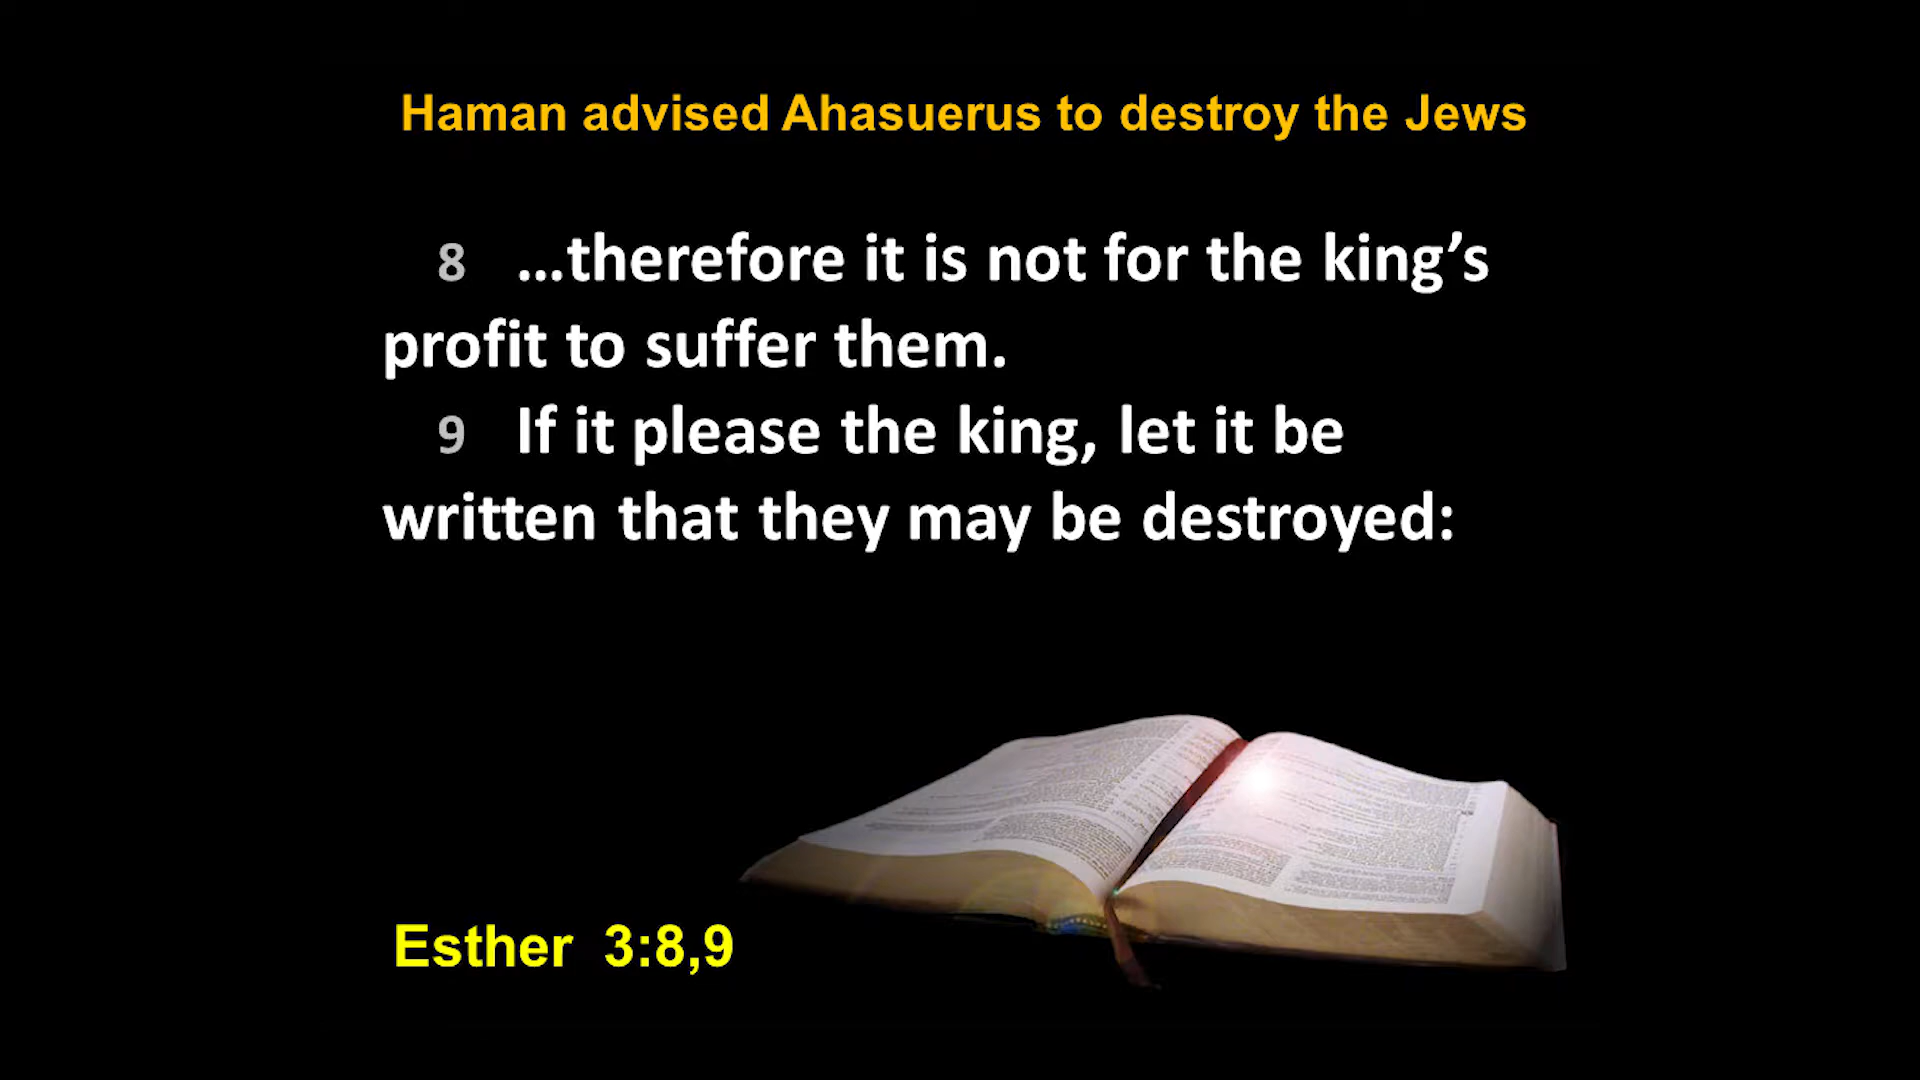 Haman advised Ahasuerus to destroy the Jews
8 ...therefore it is not for the king’s
profit to suffer them.
9 If it please the king, let it be
written that they may be destroyed:
Esther 3:8,9